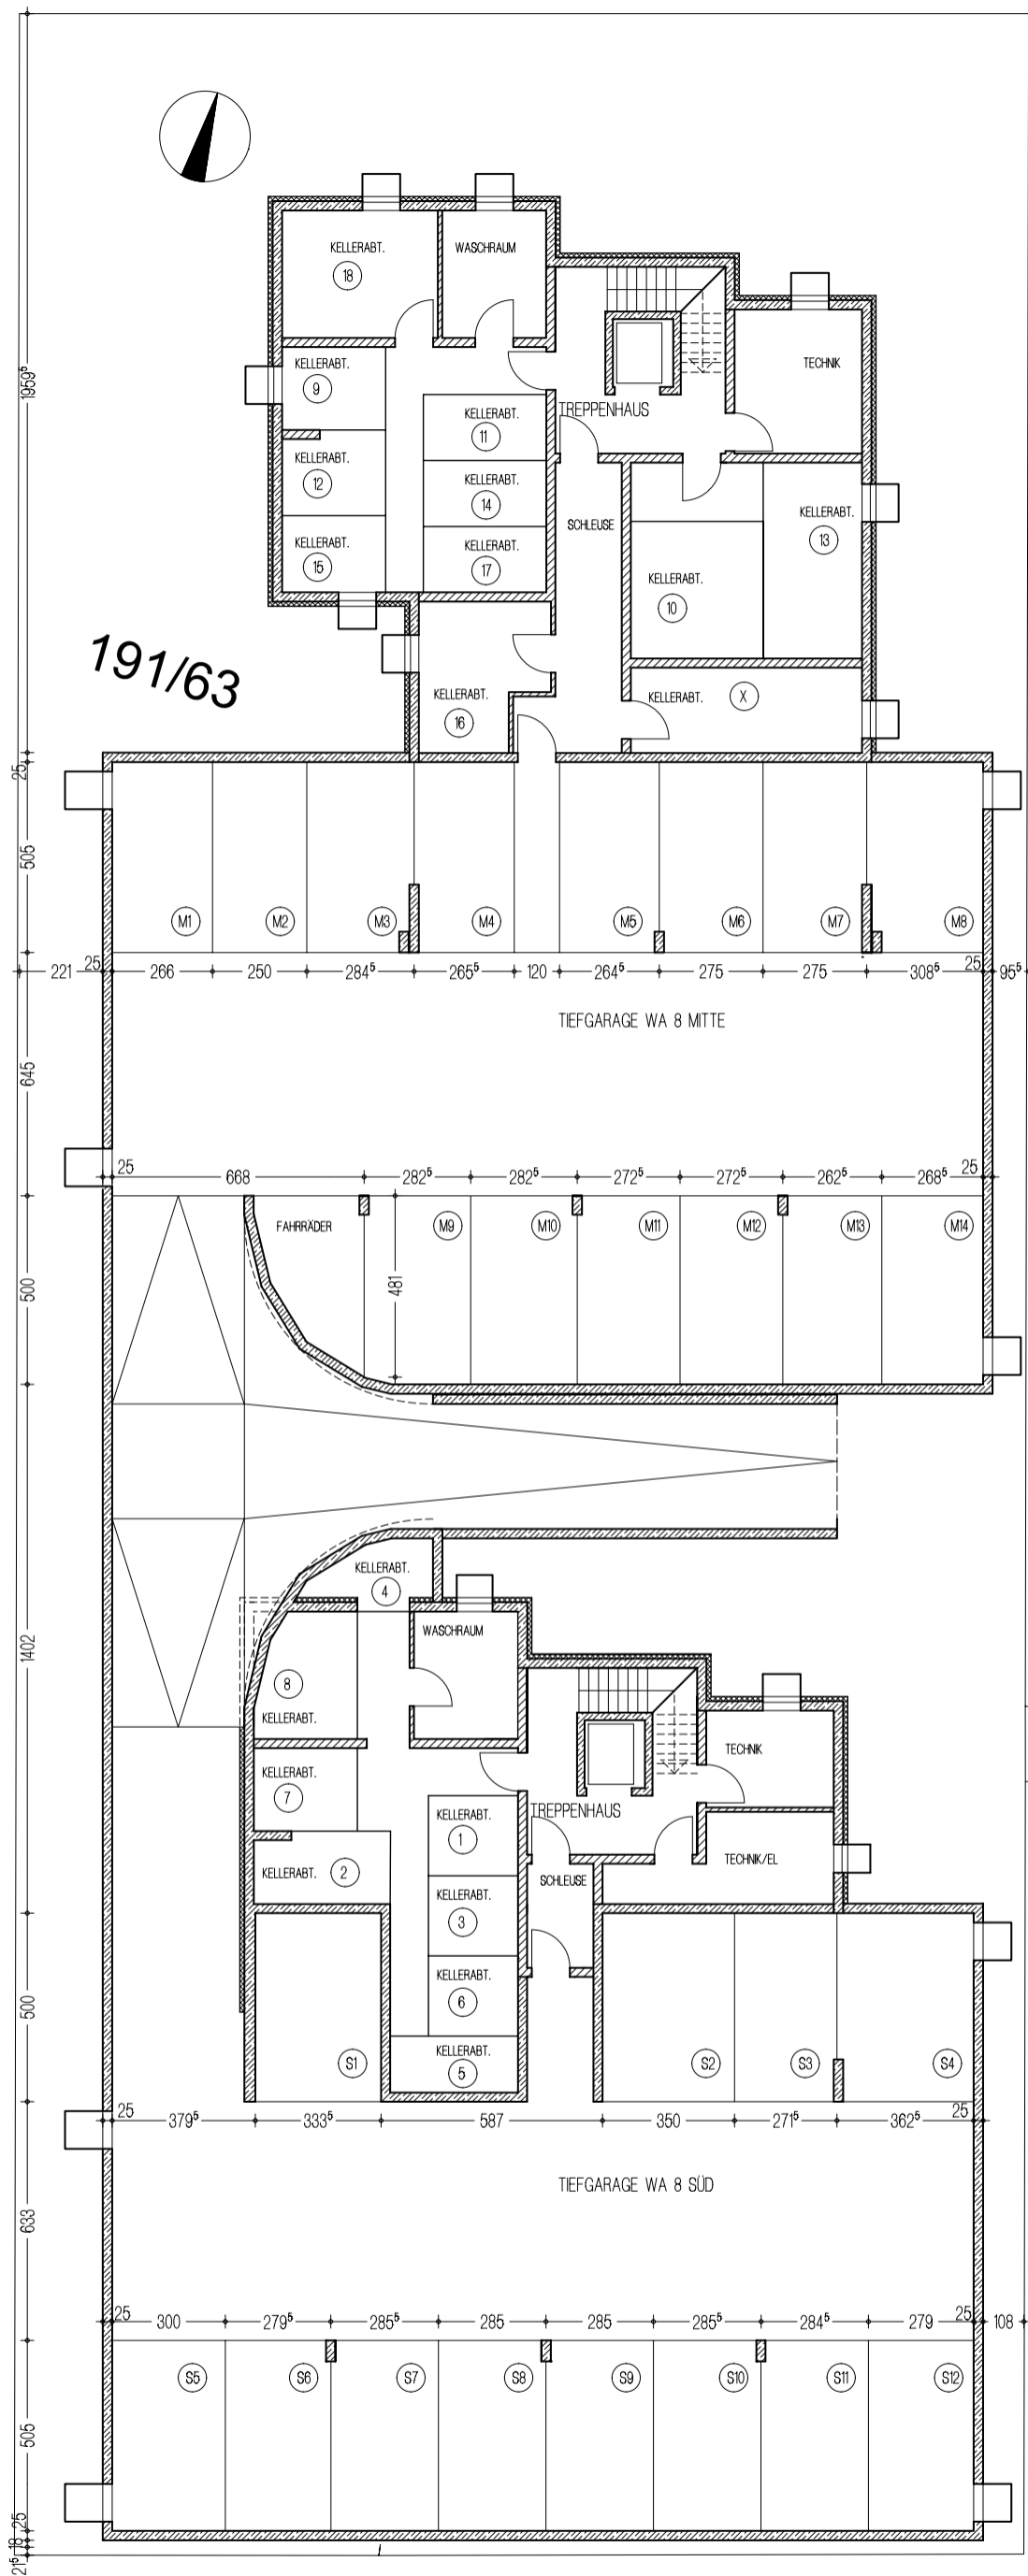 KELLERABT.
18
WASCHRAUM
KELLERABT.
9
TECHNIK
1959⁵
TREPPENHAUS
KELLERABT.
11
KELLERABT.
12
KELLERABT.
14
SCHLEUSE
KELLERABT.
13
KELLERABT.
15
KELLERABT.
17
KELLERABT.
10
191/63
KELLERABT.
16
KELLERABT.
X
25
505
M1
M2
M3
M4
M5
M6
M7
M8
221
25
266
250
284⁵
265⁵
120
264⁵
275
275
308⁵
25
95⁵
TIEFGARAGE WA 8 MITTE
645
25
668
282⁵
282⁵
272⁵
272⁵
262⁵
268⁵
25
FAHRRÄDER
M9
M10
M11
M12
M13
M14
500
481
KELLERABT.
4
WASCHRAUM
1402
8
KELLERABT.
TECHNIK
KELLERABT.
7
TREPPENHAUS
KELLERABT.
1
KELLERABT.
2
SCHLEUSE
TECHNIK/EL
KELLERABT.
3
KELLERABT.
6
500
KELLERABT.
5
S1
S2
S3
S4
25
379⁵
333⁵
587
350
271⁵
362⁵
25
TIEFGARAGE WA 8 SÜD
633
25
300
279⁵
285⁵
285
285
285⁵
284⁵
279
25
108
S5
S6
S7
S8
S9
S10
S11
S12
505
25
18
21⁵